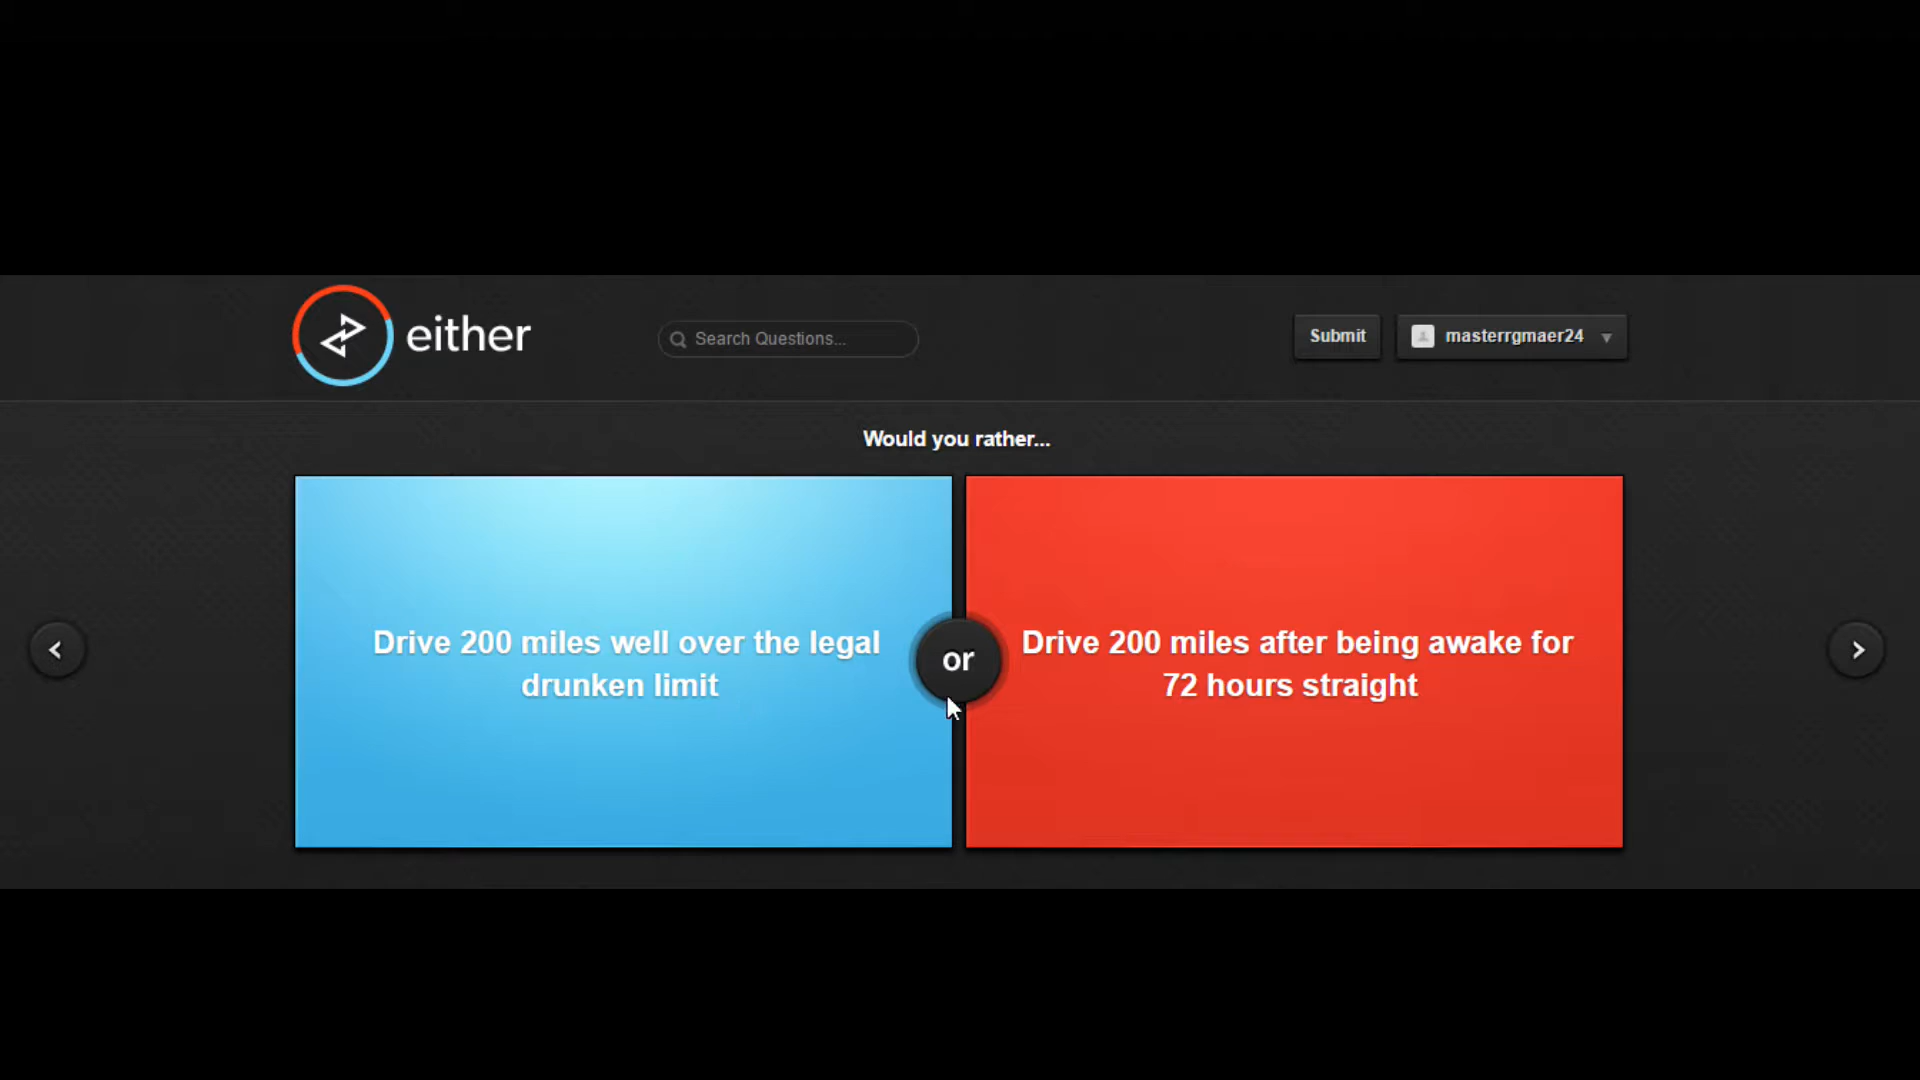 either
Search Questions...
Submit
masterrgmaer24
Would you rather...
Drive 200 miles well over the legal
drunken limit
or
Drive 200 miles after being awake for
72 hours straight